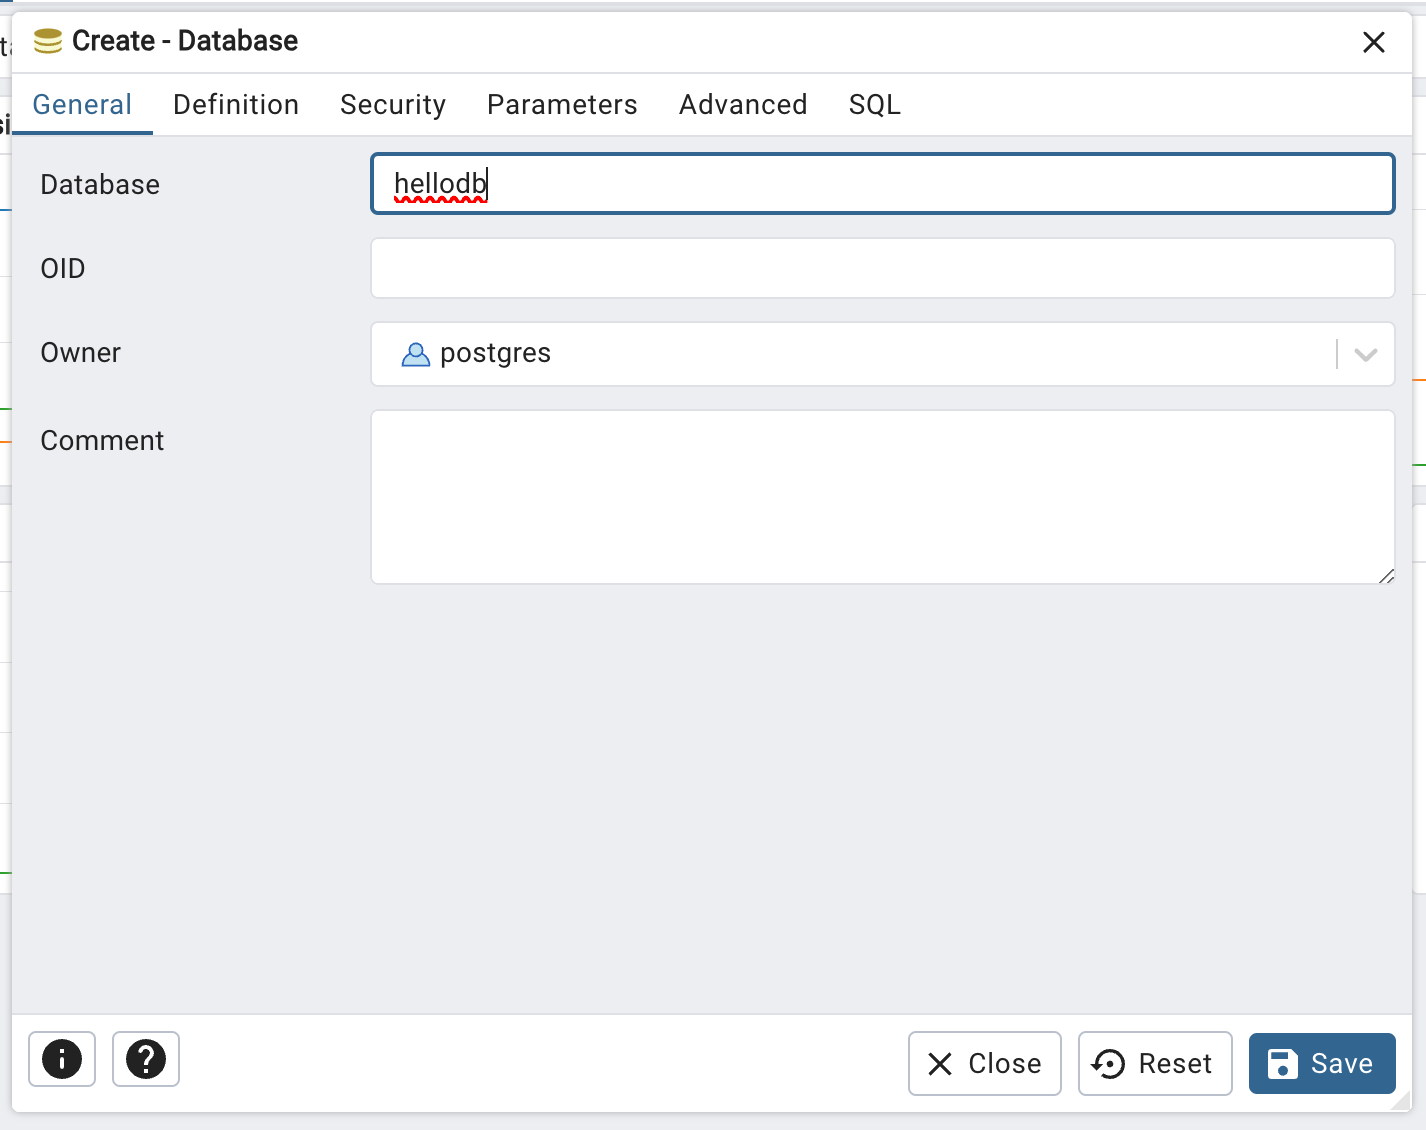 Create - Database
General Definition Security Parameters Advanced SQL
Database hellodb
OID
Owner postgres
Comment
Close Reset Save